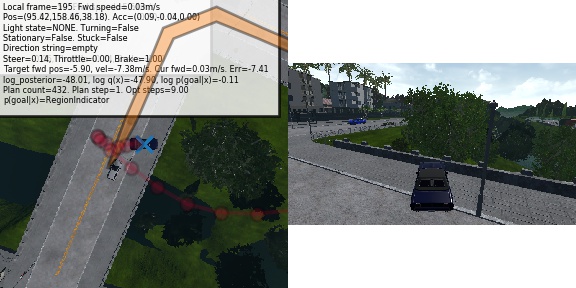 Local frame=195: Fwd speed=0.03m/s
Pos=(95.42,158.46,38.18). Acc=(0.09,-0.04,0.00)
Light state=NONE. Turning=False
Stationary=False. Stuck=False
Direction string=empty
Steer=0.14, Throttle=0.00, Brake=1.00
Target fwd pos=-5.90, vel=-7.38m/s. Cur fwd=0.03m/s. Err=-7.41
log_posterior=-48.01, log q(x)=-47.90, log p(goal|x)=-0.11
Plan count=432. Plan step=1. Opt steps=9.00
p(goal|x)=RegionIndicator